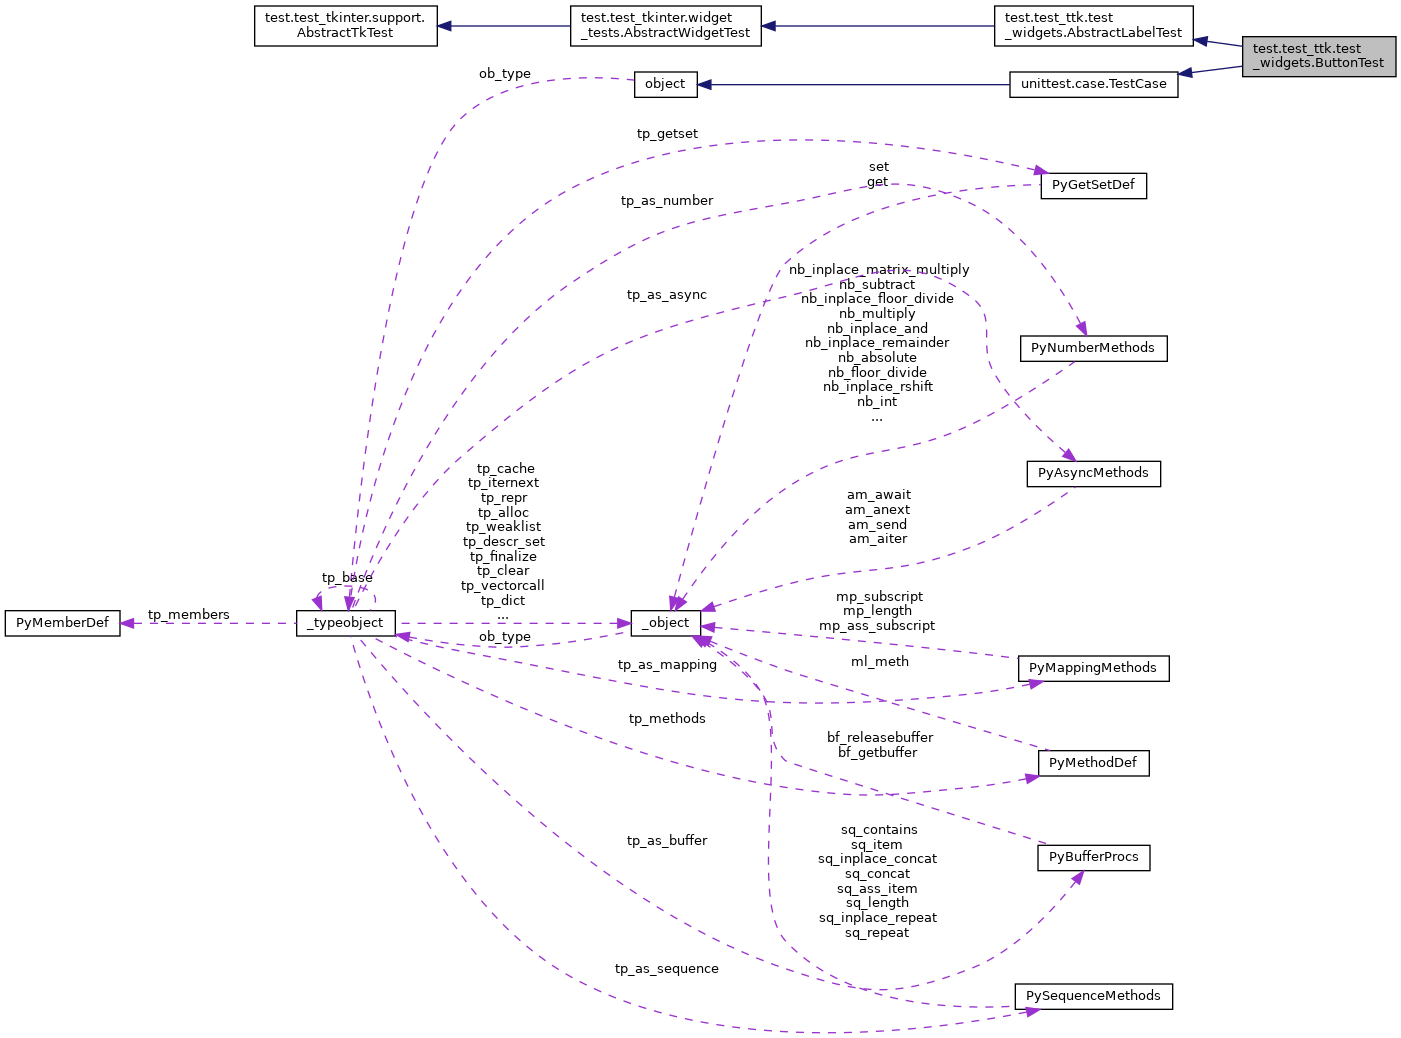 test.test_tkinter.support.
AbstractTkTest
test.test_tkinter.widget
_tests.AbstractWidgetTest
test.test_ttk.test
_widgets.AbstractLabelTest
test.test_ttk.test
_widgets.ButtonTest
ob_type
object
unittest.case.TestCase
tp_getset
set
get
PyGetSetDef
tp_as_number
tp_as_async
nb_inplace_matrix_multiply
nb_subtract
nb_inplace_floor_divide
nb_multiply
nb_inplace_and
nb_inplace_remainder
nb_absolute
nb_floor_divide
nb_inplace_rshift
nb_int
...
PyNumberMethods
PyAsyncMethods
tp_cache
tp_iternext
tp_repr
tp_alloc
tp_weaklist
tp_descr_set
tp_finalize
tp_clear
tp_vectorcall
tp_dict
...
am_await
am_anext
am_send
am_aiter
tp_base
PyMemberDef
tp_members
_typeobject
_object
ob_type
mp_subscript
mp_length
mp_ass_subscript
tp_as_mapping
ml_meth
PyMappingMethods
tp_methods
bf_releasebuffer
bf_getbuffer
PyMethodDef
tp_as_buffer
sq_contains
sq_item
sq_inplace_concat
sq_concat
sq_ass_item
sq_length
sq_inplace_repeat
sq_repeat
PyBufferProcs
tp_as_sequence
PySequenceMethods